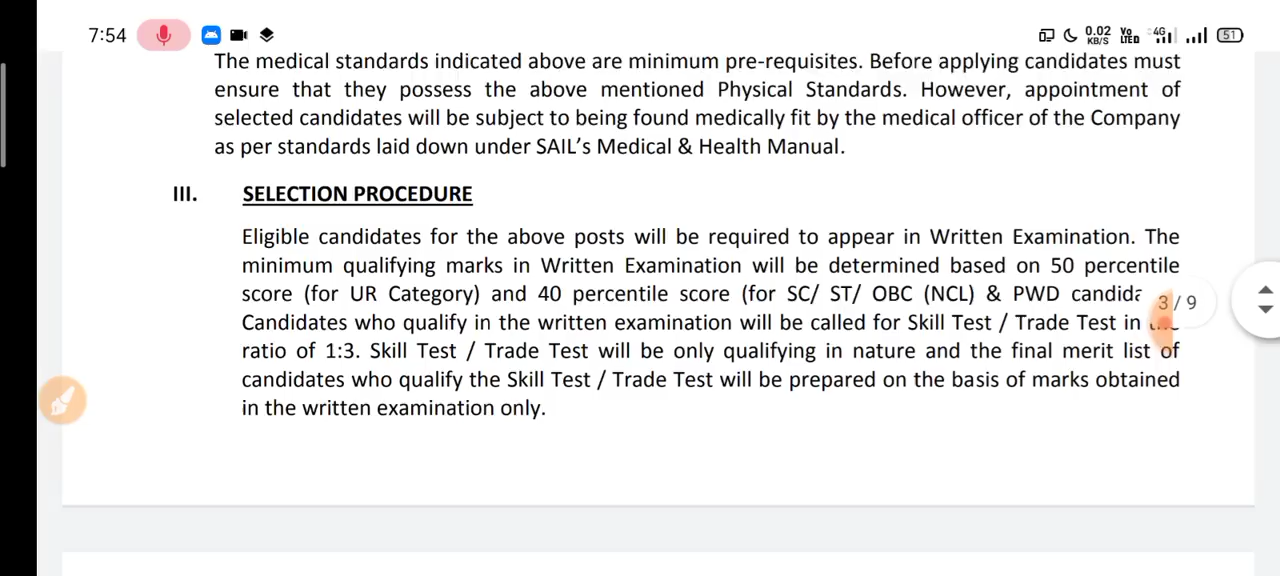 7:54
0.02 KB/S Vo LTED 4G 51
The medical standards indicated above are minimum pre-requisites. Before applying candidates must
ensure that they possess the above mentioned Physical Standards. However, appointment of
selected candidates will be subject to being found medically fit by the medical officer of the Company
as per standards laid down under SAIL's Medical & Health Manual.
III. SELECTION PROCEDURE
Eligible candidates for the above posts will be required to appear in Written Examination. The
minimum qualifying marks in Written Examination will be determined based on 50 percentile
score (for UR Category) and 40 percentile score (for SC/ ST/ OBC (NCL) & PWD candida
3 / 9
Candidates who qualify in the written examination will be called for Skill Test / Trade Test in
ratio of 1:3. Skill Test / Trade Test will be only qualifying in nature and the final merit list of
candidates who qualify the Skill Test / Trade Test will be prepared on the basis of marks obtained
in the written examination only.